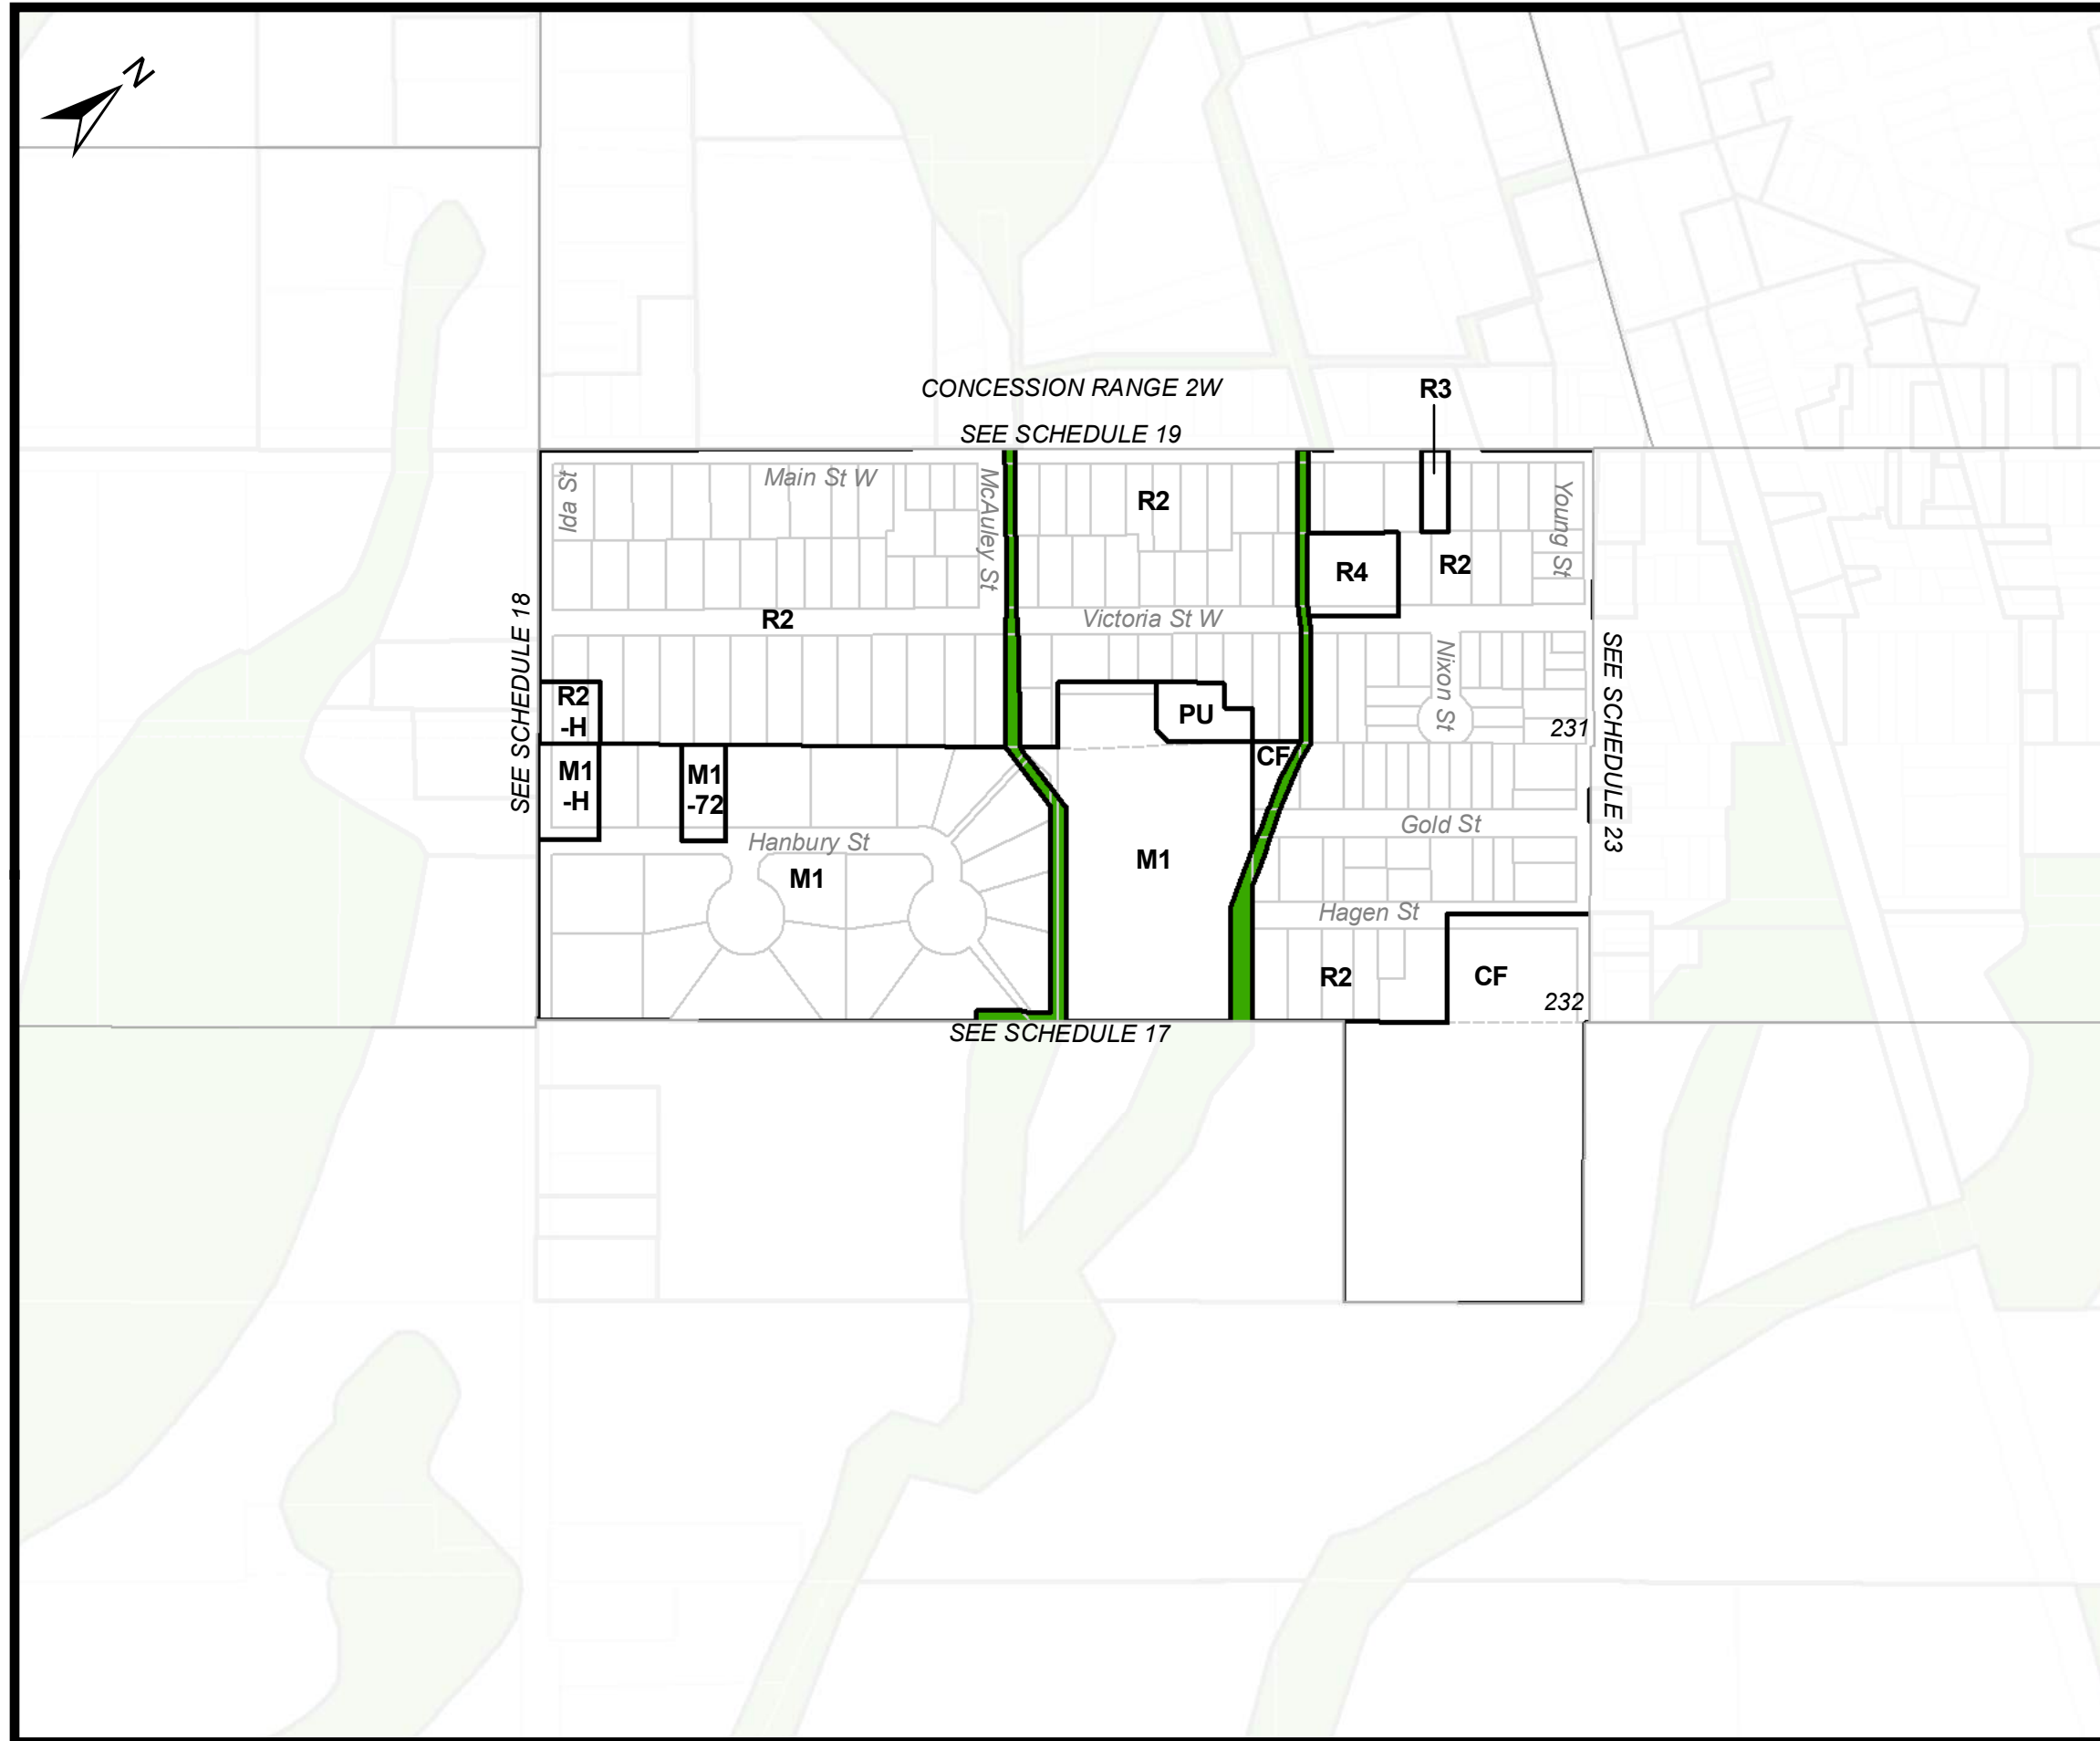 N
CONCESSION RANGE 2W
R3
SEE SCHEDULE 19
Ida St
Main St W
McAuley St
R2
Young St
R4
R2
R2
Victoria St W
SEE SCHEDULE 18
Nixon St
SEE SCHEDULE 23
R2
-H
PU
231
CF
M1
-H
M1
-72
Gold St
Hanbury St
M1
M1
Hagen St
R2
CF
232
SEE SCHEDULE 17